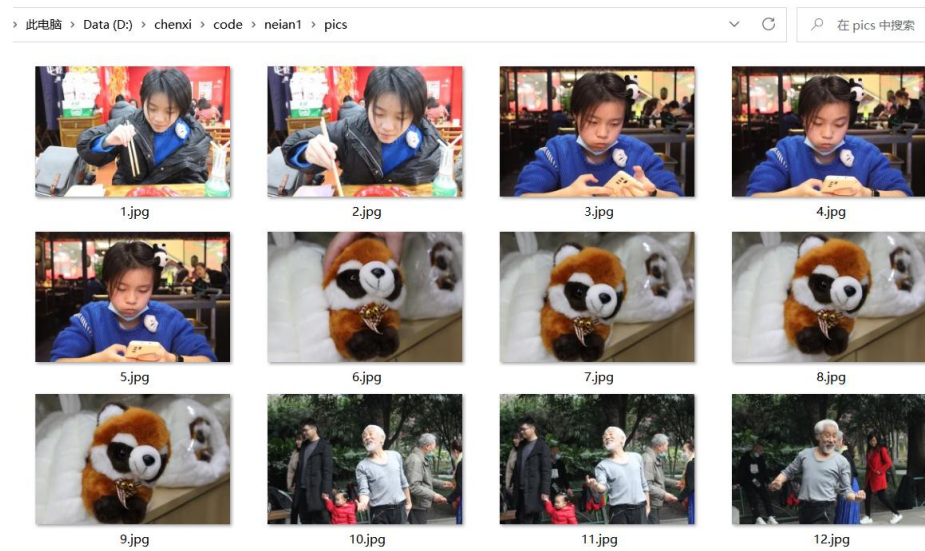 此电脑 > Data (D:) > chenxi > code > neian1 > pics
在 pics 中搜索
1.jpg
2.jpg
3.jpg
4.jpg
5.jpg
6.jpg
7.jpg
8.jpg
9.jpg
10.jpg
11.jpg
12.jpg